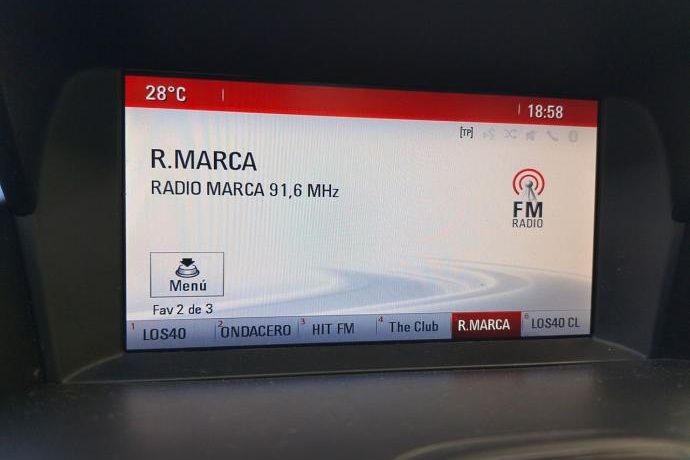 28°C
18:58
[TP]
R.MARCA
RADIO MARCA 91,6 MHz
FM
RADIO
Menú
Fav 2 de 3
1 LOS40 2 ONDACERO 3 HIT FM 4 The Club R.MARCA 6 LOS40 CL